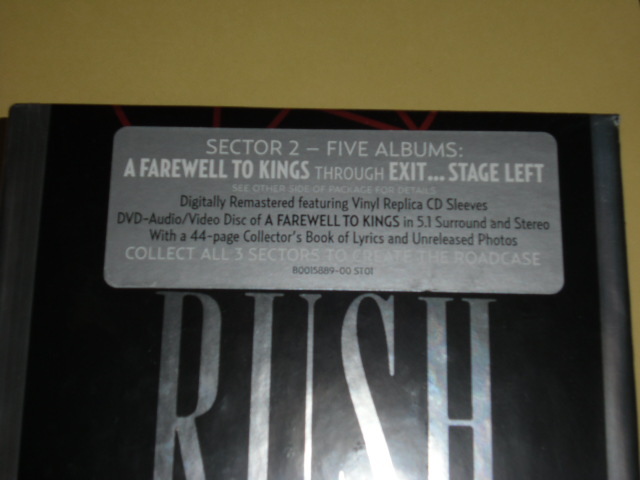 SECTOR 2 – FIVE ALBUMS:
A FAREWELL TO KINGS THROUGH EXIT... STAGE LEFT
SEE OTHER SIDE OF PACKAGE FOR DETAILS
Digitally Remastered featuring Vinyl Replica CD Sleeves
DVD-Audio/Video Disc of A FAREWELL TO KINGS in 5.1 Surround and Stereo
With a 44-page Collector's Book of Lyrics and Unreleased Photos
COLLECT ALL 3 SECTORS TO CREATE THE ROADCASE
B0015889-00 ST01
RUSH